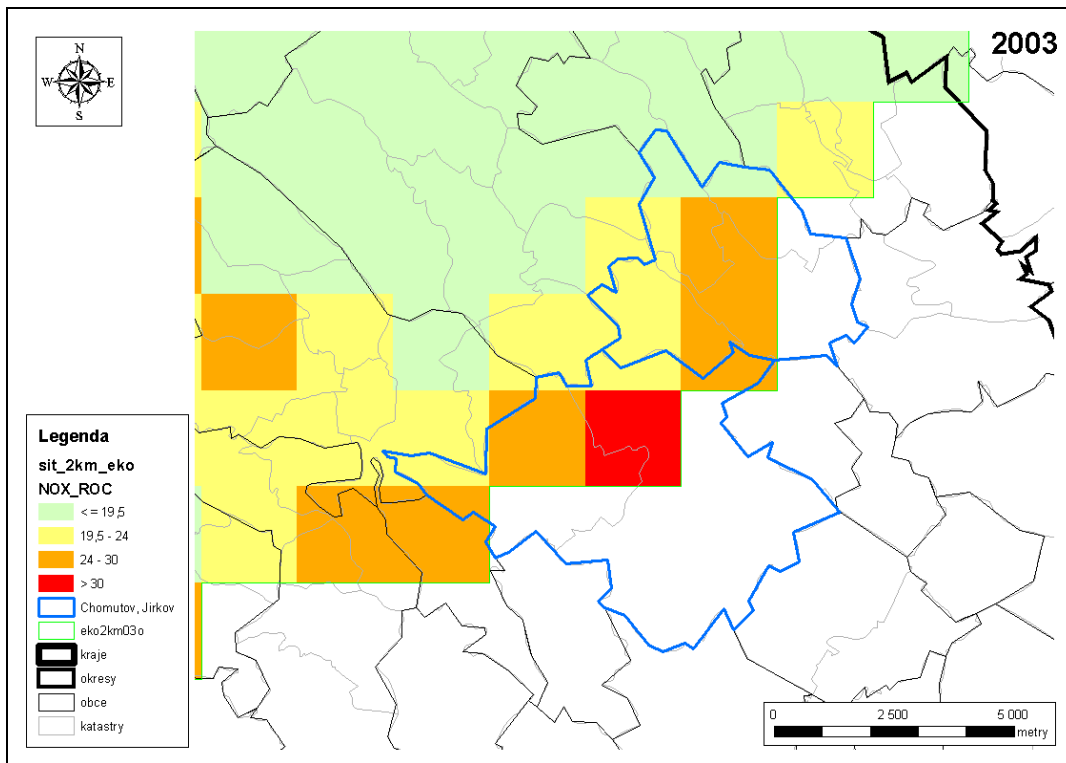 2003
N
W E
S
Legenda
sit_2km_eko
NOX_ROC
< = 19,5
19,5 - 24
24 - 30
> 30
Chomutov, Jirkov
eko2km03o
kraje
okresy
obce
katastry
0 2 500 5 000
metry